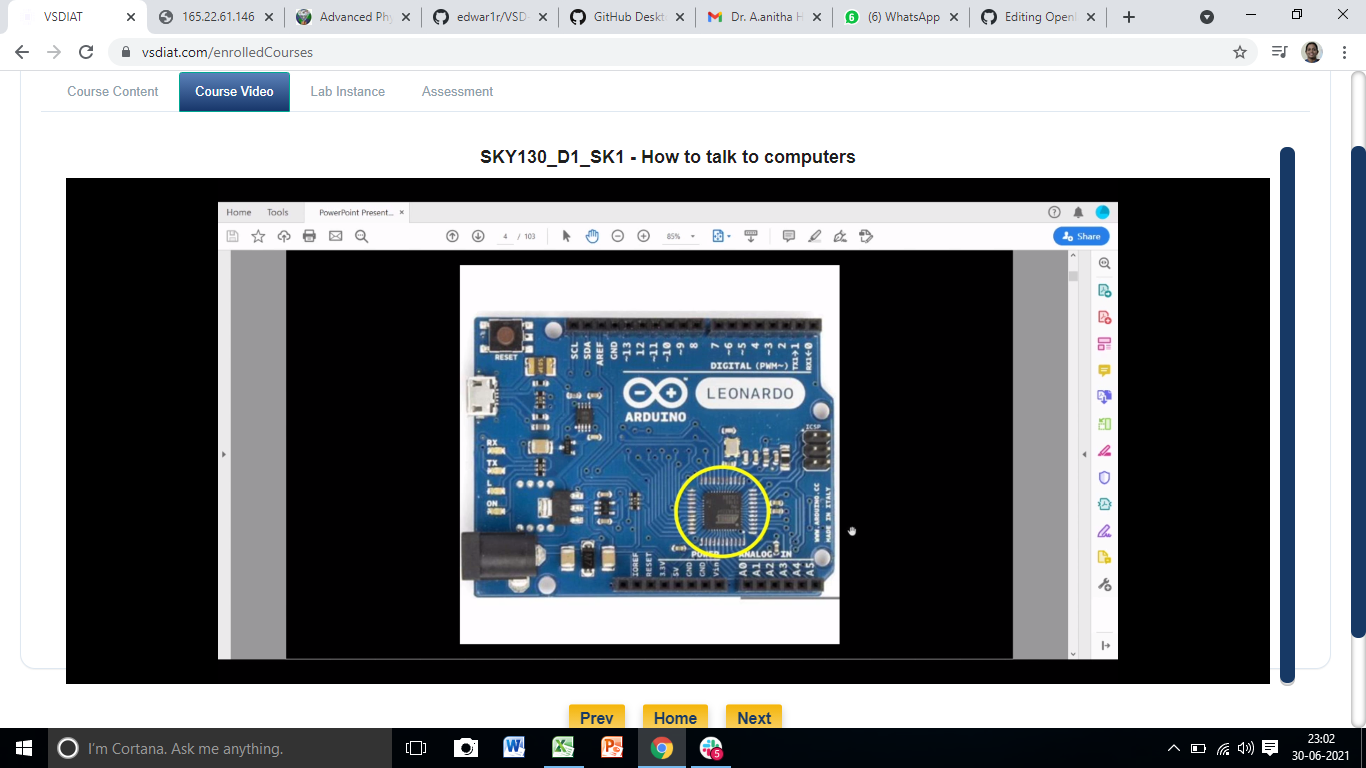 VSDIAT
165.22.61.146
Advanced Phy
edwar1r/VSD-
GitHub Deskt
Dr. A.anitha H
(6) WhatsApp
Editing Openl
vsdiat.com/enrolledCourses
Course Content
Course Video
Lab Instance
Assessment
SKY130_D1_SK1 - How to talk to computers
Home
Tools
PowerPoint Present...
4 / 103
85%
Share
RESET
SCL
SDA
AREF
GND
~13
12
~11
~10
~9
8
7
~6
~5
4
~3
2
TX1→1
RX1←0
DIGITAL (PWM~)
ARDUINO
LEONARDO
ICSP
RX
TX
L
ON
WWW.ARDUINO.CC
MADE IN ITALY
POWER
ANALOG IN
IOREF
RESET
3.3V
5V
GND
GND
Vin
A0
A1
A2
A3
A4
A5
Prev
Home
Next
I'm Cortana. Ask me anything.
5
23:02
30-06-2021